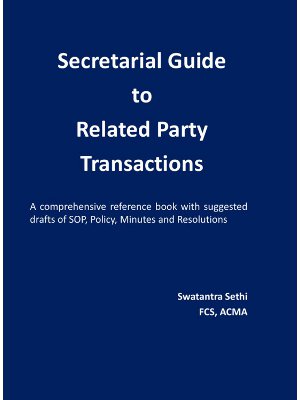 Secretarial Guide
to
Related Party
Transactions
A comprehensive reference book with suggested
drafts of SOP, Policy, Minutes and Resolutions
Swatantra Sethi
FCS, ACMA